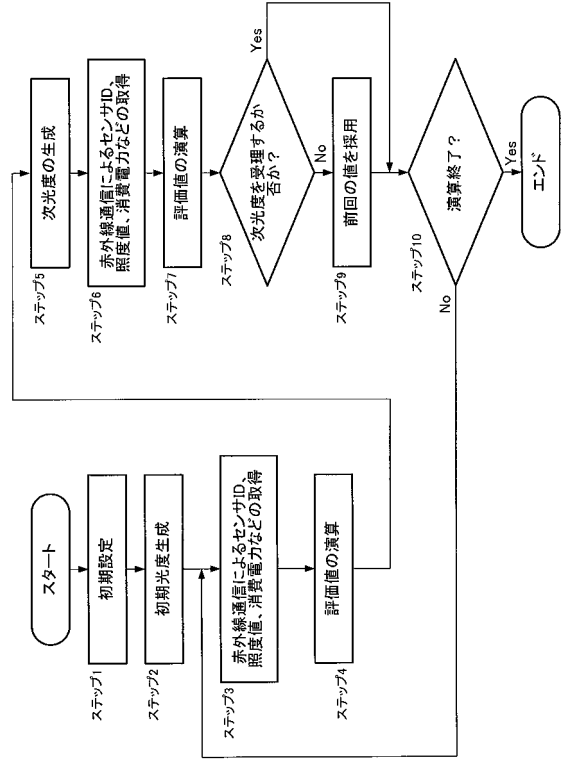 スタート
ステップ1
初期設定
ステップ2
初期光度生成
ステップ3
赤外線通信によるセンサID、
照度値、消費電力などの取得
ステップ4
評価値の演算
ステップ5
次光度の生成
ステップ6
赤外線通信によるセンサID、
照度値、消費電力などの取得
ステップ7
評価値の演算
ステップ8
次光度を受理するか
否か？
Yes
No
ステップ9
前回の値を採用
ステップ10
演算終了？
No
Yes
エンド